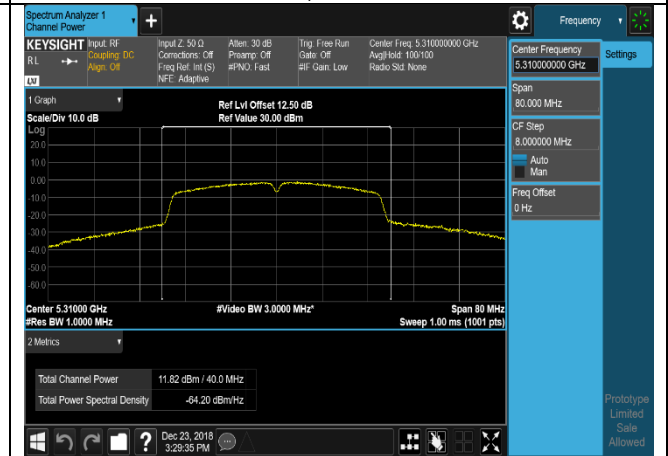 Spectrum Analyzer 1
Channel Power
+
Frequency
KEYSIGHT
RL
LXI
Input: RF
Coupling: DC
Align: Off
Input Z: 50 Ω
Corrections: Off
Freq Ref: Int (S)
NFE: Adaptive
Atten: 30 dB
Preamp: Off
#PNO: Fast
Trig: Free Run
Gate: Off
#IF Gain: Low
Center Freq: 5.310000000 GHz
Avg|Hold: 100/100
Radio Std: None
Center Frequency
5.310000000 GHz
Settings
Span
80.000 MHz
CF Step
8.000000 MHz
Auto
Man
Freq Offset
0 Hz
1 Graph
Scale/Div 10.0 dB
Ref Lvl Offset 12.50 dB
Ref Value 30.00 dBm
Log
20.0
10.0
0.00
-10.0
-20.0
-30.0
-40.0
-50.0
-60.0
Center 5.31000 GHz
#Video BW 3.0000 MHz*
Span 80 MHz
#Res BW 1.0000 MHz
Sweep 1.00 ms (1001 pts)
2 Metrics
Total Channel Power 11.82 dBm / 40.0 MHz
Total Power Spectral Density -64.20 dBm/Hz
Prototype
Limited
Sale
Allowed
?
Dec 23, 2018
3:29:35 PM